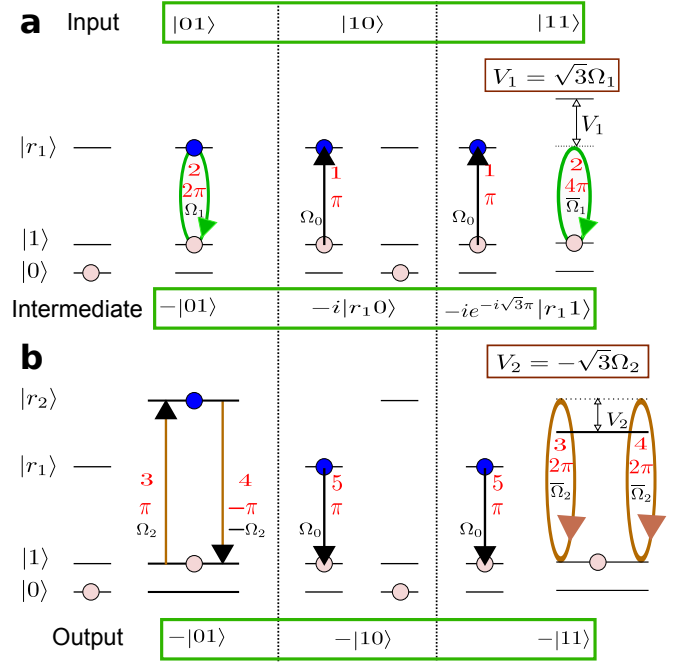 a Input |01⟩ |10⟩ |11⟩
V₁ = √3Ω₁
V₁
|r₁⟩
2 1 1 2
2π π π 4π
Ω₁ Ω₀ Ω₀ Ω̅₁
|1⟩
|0⟩
Intermediate −|01⟩ −i|r₁0⟩ −ie^{−i√3π}|r₁1⟩
b
V₂ = −√3Ω₂
|r₂⟩
V₂
|r₁⟩
3 4 5 5 3 4
π −π π π 2π 2π
Ω₂ −Ω₂ Ω₀ Ω₀ Ω̅₂ Ω̅₂
|1⟩
|0⟩
Output −|01⟩ −|10⟩ −|11⟩